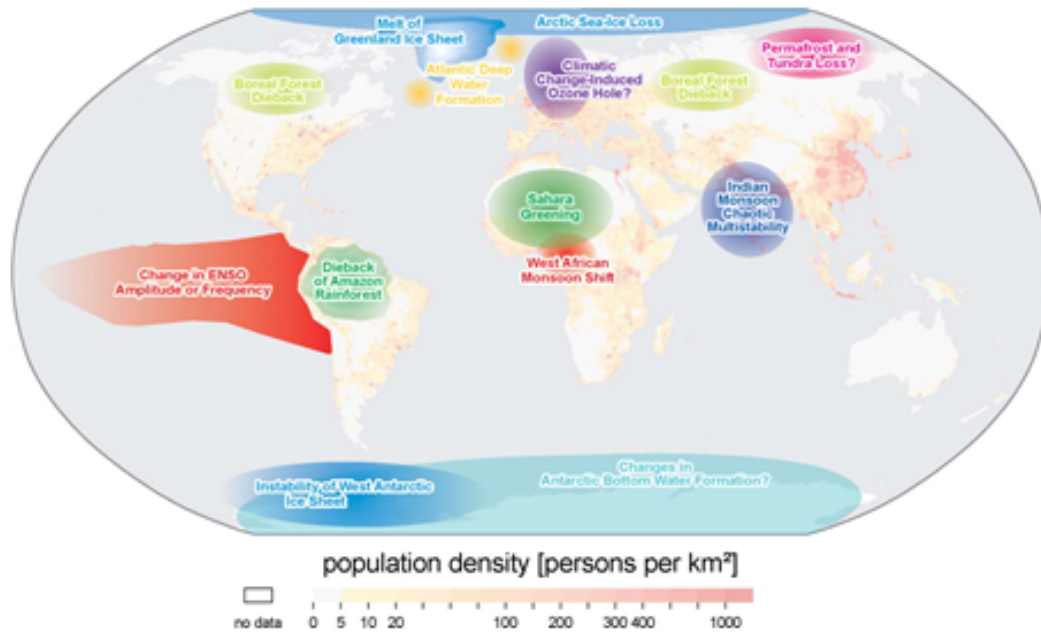 Melt of
Greenland Ice Sheet
Arctic Sea-Ice Loss
Atlantic Deep
Water
Formation
Climatic
Change-Induced
Ozone Hole?
Permafrost and
Tundra Loss?
Boreal Forest
Dieback
Boreal Forest
Dieback
Sahara
Greening
Indian
Monsoon
Chaotic
Multistability
West African
Monsoon Shift
Change in ENSO
Amplitude or Frequency
Dieback
of Amazon
Rainforest
Instability of West Antarctic
Ice Sheet
Changes in
Antarctic Bottom Water Formation?
population density [persons per km²]
no data 0 5 10 20 100 200 300 400 1000